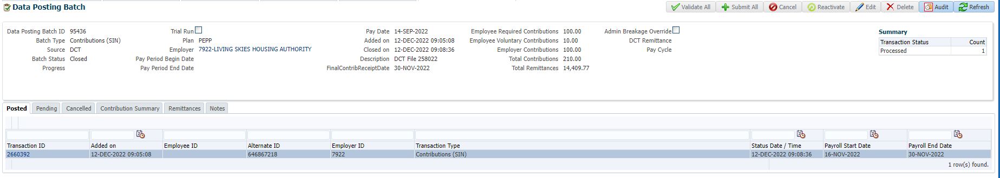 Data Posting Batch
Validate All Submit All Cancel Reactivate Edit Delete Audit Refresh
Data Posting Batch ID 95436 Trial Run Pay Date 14-SEP-2022 Employee Required Contributions 100.00 Admin Breakage Override Summary
Batch Type Contributions (SIN) Plan PEPP Added on 12-DEC-2022 09:05:08 Employee Voluntary Contributions 10.00 DCT Remittance Transaction Status Count
Source DCT Employer 7922-LIVING SKIES HOUSING AUTHORITY Closed on 12-DEC-2022 09:08:36 Employer Contributions 100.00 Pay Cycle Processed 1
Batch Status Closed Pay Period Begin Date Description DCT File 258022 Total Contributions 210.00
Progress Pay Period End Date FinalContribReceiptDate 30-NOV-2022 Total Remittances 14,409.77
Posted Pending Cancelled Contribution Summary Remittances Notes
Transaction ID Added on Employee ID Alternate ID Employer ID Transaction Type Status Date / Time Payroll Start Date Payroll End Date
2660392 12-DEC-2022 09:05:08 646867218 7922 Contributions (SIN) 12-DEC-2022 09:08:36 16-NOV-2022 30-NOV-2022
1 row(s) found.